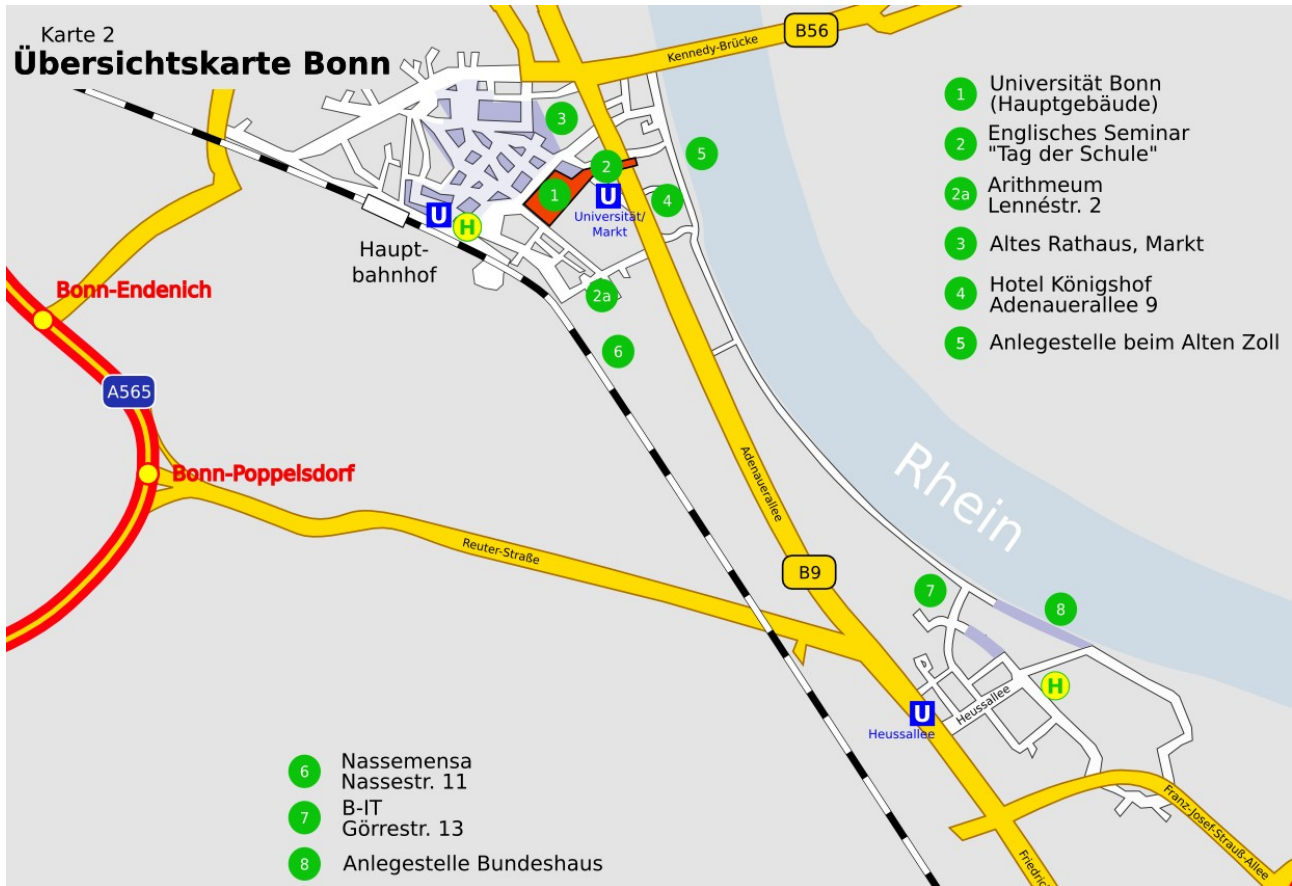 Karte 2
Übersichtskarte Bonn
B56
Kennedy-Brücke
1
Universität Bonn
(Hauptgebäude)
2
Englisches Seminar
"Tag der Schule"
2a
Arithmeum
Lennéstr. 2
3
Altes Rathaus, Markt
4
Hotel Königshof
Adenauerallee 9
5
Anlegestelle beim Alten Zoll
3
5
2
1
4
U
Universität/
Markt
U
H
Haupt-
bahnhof
2a
6
Bonn-Endenich
A565
Bonn-Poppelsdorf
Reuter-Straße
Adenauerallee
Rhein
B9
7
8
H
Heussallee
U
Heussallee
Franz-Josef-Strauß-Allee
Friedrich
6
Nassemensa
Nassestr. 11
7
B-IT
Görrestr. 13
8
Anlegestelle Bundeshaus